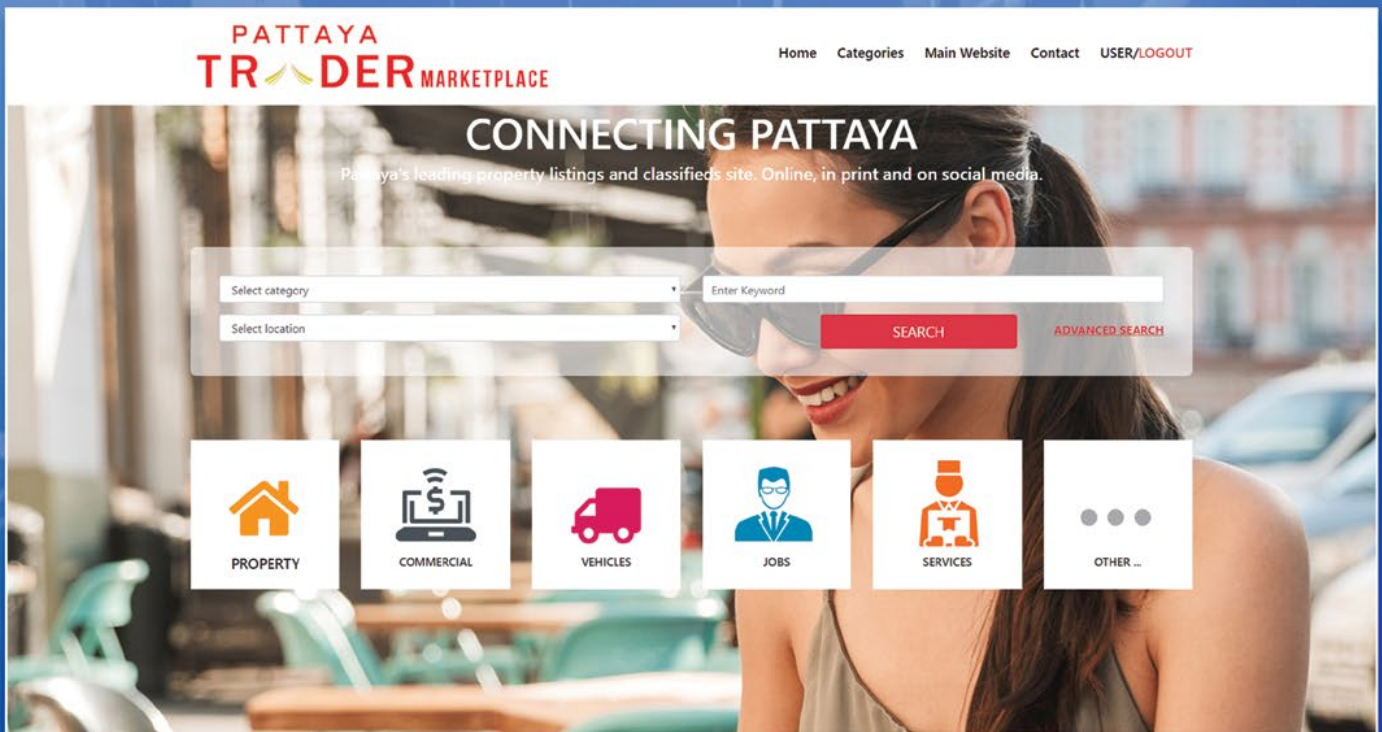 PATTAYA
TRADER MARKETPLACE
Home Categories Main Website Contact USER/LOGOUT
CONNECTING PATTAYA
Pattaya's leading property listings and classifieds site. Online, in print and on social media.
Select category
Enter Keyword
Select location
SEARCH
ADVANCED SEARCH
PROPERTY
COMMERCIAL
VEHICLES
JOBS
SERVICES
OTHER ...